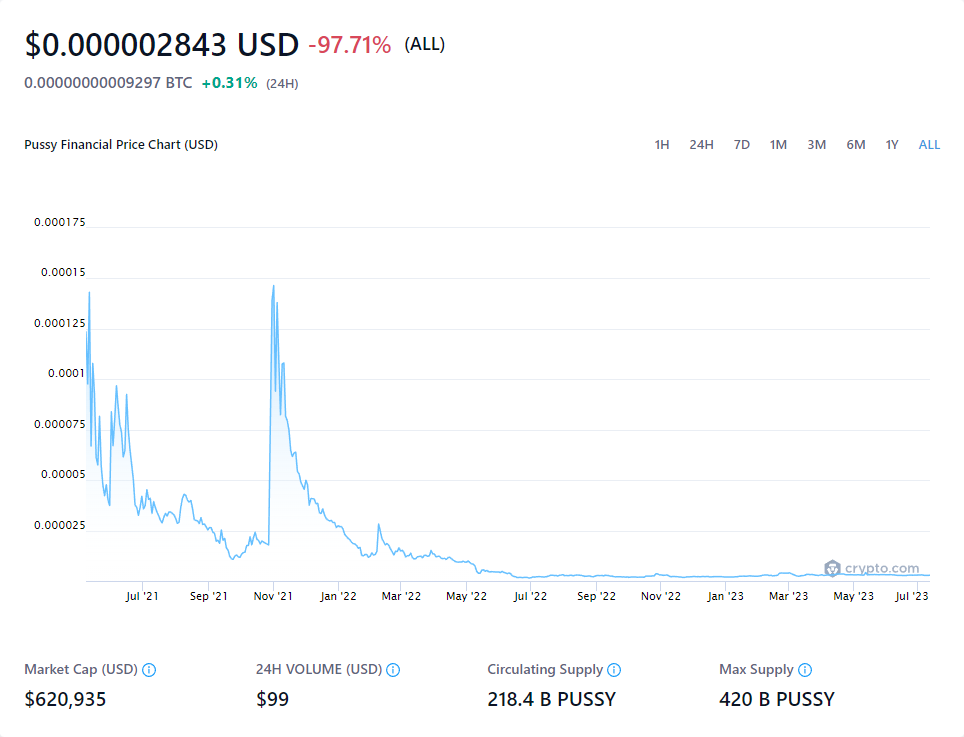 $0.000002843 USD -97.71% (ALL)
0.00000000009297 BTC +0.31% (24H)
Pussy Financial Price Chart (USD) 1H 24H 7D 1M 3M 6M 1Y ALL
0.000175
0.00015
0.000125
0.0001
0.000075
0.00005
0.000025
crypto.com
Jul '21 Sep '21 Nov '21 Jan '22 Mar '22 May '22 Jul '22 Sep '22 Nov '22 Jan '23 Mar '23 May '23 Jul '23
Market Cap (USD) 24H VOLUME (USD) Circulating Supply Max Supply
$620,935 $99 218.4 B PUSSY 420 B PUSSY